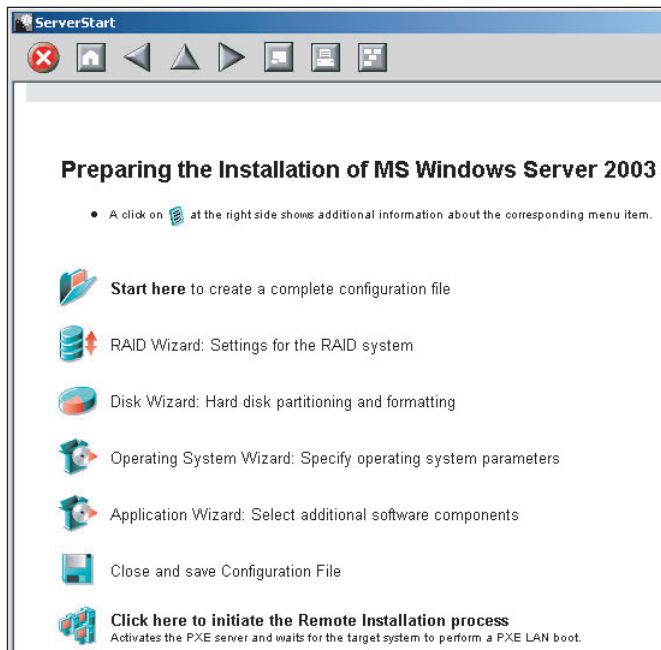 ServerStart
Preparing the Installation of MS Windows Server 2003
• A click on at the right side shows additional information about the corresponding menu item.
Start here to create a complete configuration file
RAID Wizard: Settings for the RAID system
Disk Wizard: Hard disk partitioning and formatting
Operating System Wizard: Specify operating system parameters
Application Wizard: Select additional software components
Close and save Configuration File
Click here to initiate the Remote Installation process
Activates the PXE server and waits for the target system to perform a PXE LAN boot.